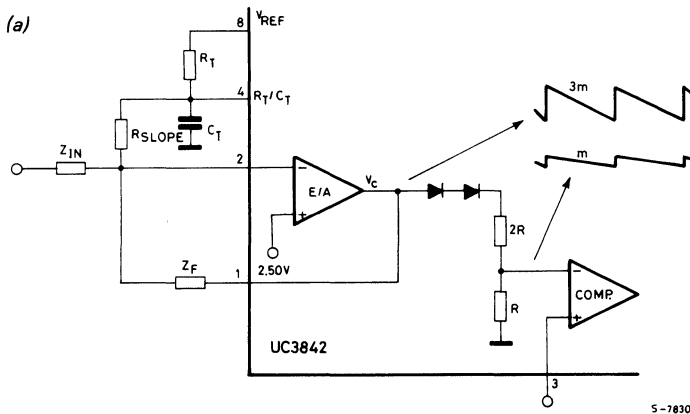 (a)
8
VREF
RT
4
RT/CT
3m
RSLOPE
CT
ZIN
2
m
−
E/A
VC
+
2R
2,50V
ZF
1
−
COMP.
R
+
UC3842
3
S-7830